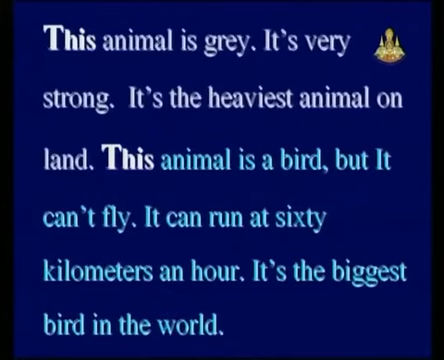 This animal is grey. It's very
strong. It's the heaviest animal on
land. This animal is a bird, but It
can't fly. It can run at sixty
kilometers an hour. It's the biggest
bird in the world.